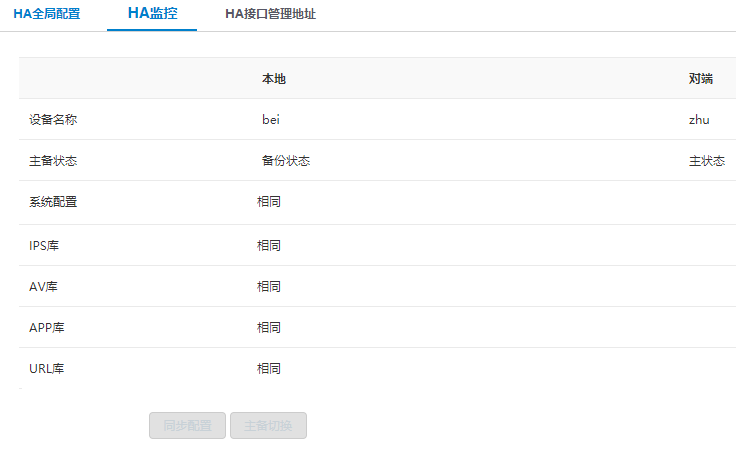 HA全局配置 HA监控 HA接口管理地址
本地 对端
设备名称 bei zhu
主备状态 备份状态 主状态
系统配置 相同
IPS库 相同
AV库 相同
APP库 相同
URL库 相同
同步配置 主备切换